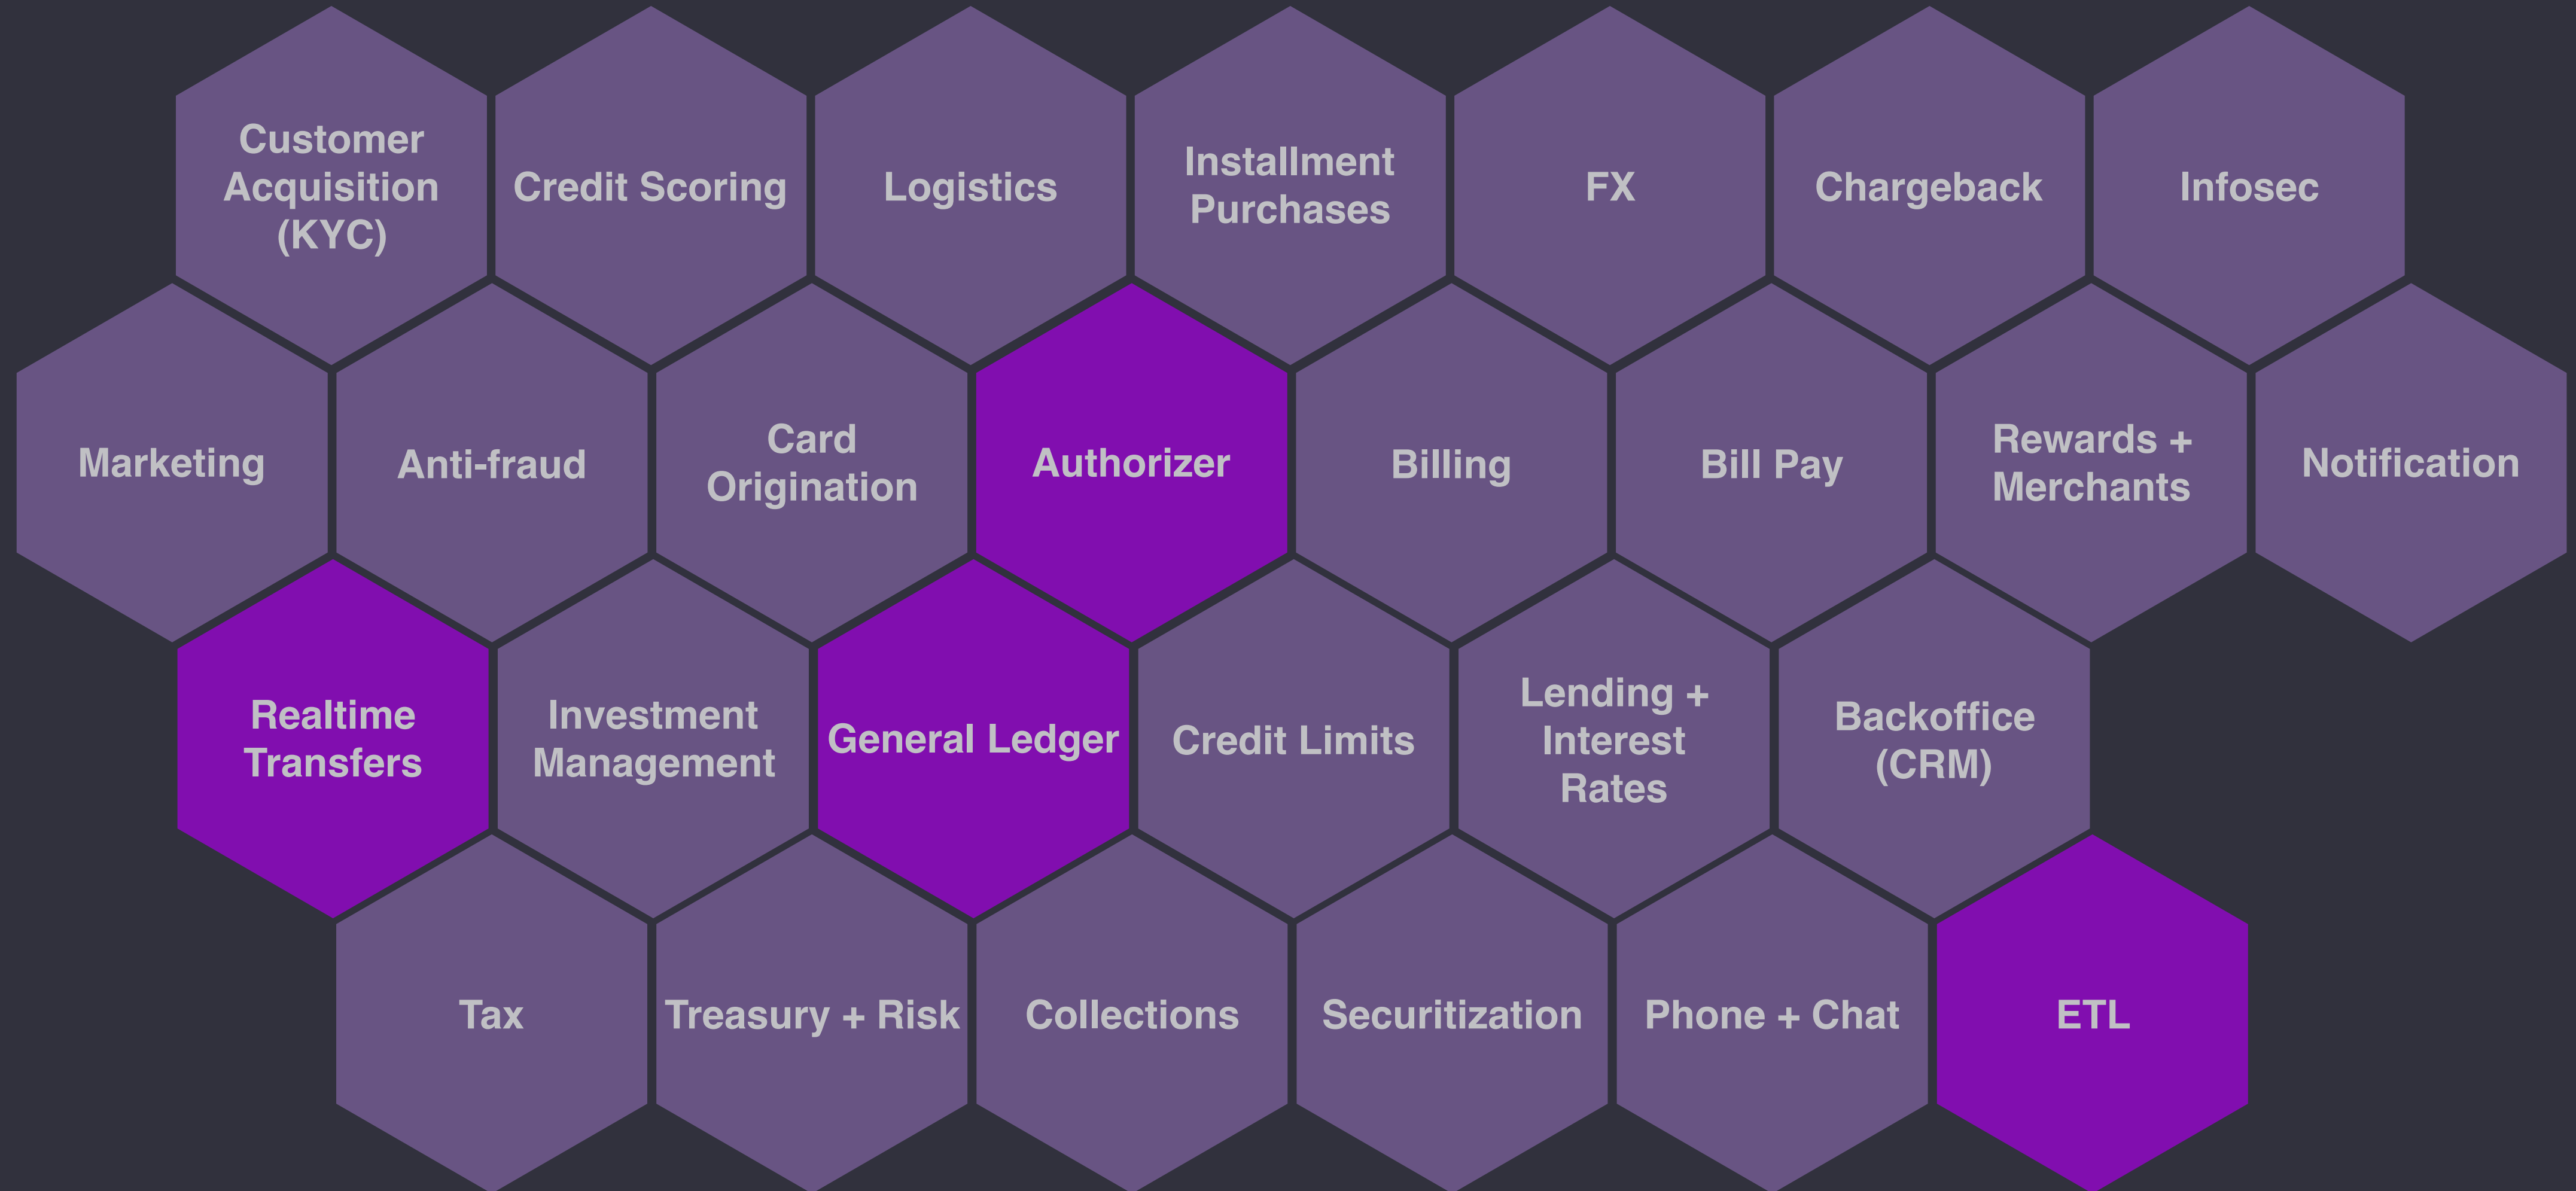 Customer
Acquisition
(KYC)
Credit Scoring
Logistics
Installment
Purchases
FX
Chargeback
Infosec
Marketing
Anti-fraud
Card
Origination
Authorizer
Billing
Bill Pay
Rewards +
Merchants
Notification
Realtime
Transfers
Investment
Management
General Ledger
Credit Limits
Lending +
Interest
Rates
Backoffice
(CRM)
Tax
Treasury + Risk
Collections
Securitization
Phone + Chat
ETL